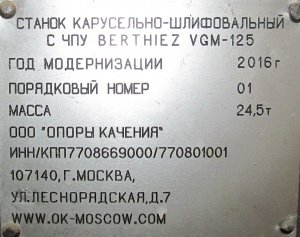 СТАНОК КАРУСЕЛЬНО-ШЛИФОВАЛЬНЫЙ
С ЧПУ BERTHIEZ VGM-125
ГОД МОДЕРНИЗАЦИИ 2016г
ПОРЯДКОВЫЙ НОМЕР 01
МАССА 24,5т
ООО "ОПОРЫ КАЧЕНИЯ"
ИНН/КПП7708669000/770801001
107140, Г.МОСКВА,
УЛ.ЛЕСНОРЯДСКАЯ,Д.7
WWW.OK-MOSCOW.COM